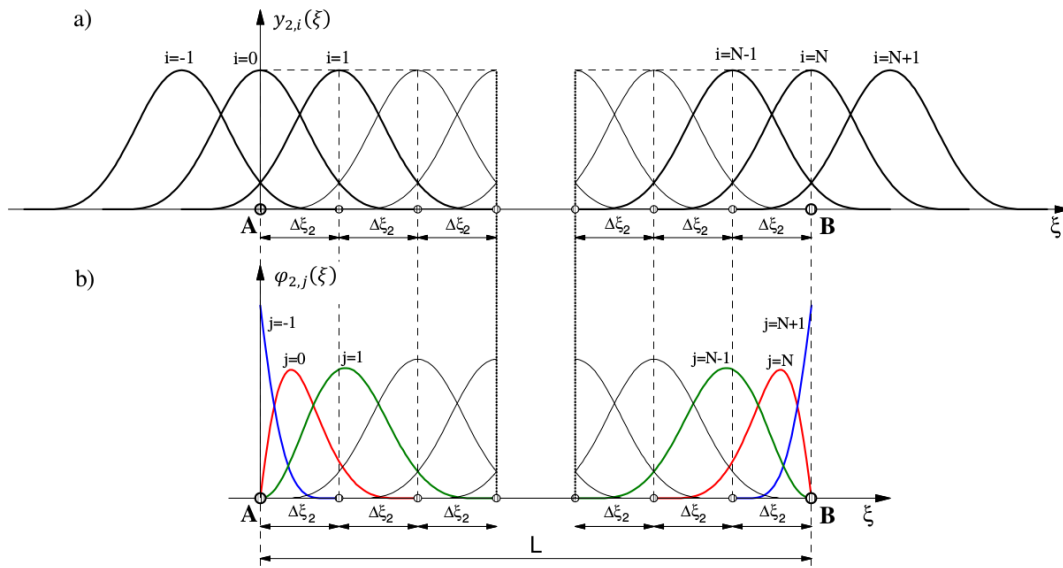 a)
y₂,ᵢ(ξ)
i=-1
i=0
i=1
i=N-1
i=N
i=N+1
A
B
ξ
Δξ₂ Δξ₂ Δξ₂ Δξ₂ Δξ₂ Δξ₂
b)
φ₂,ⱼ(ξ)
j=-1
j=0
j=1
j=N-1
j=N
j=N+1
A
B
ξ
Δξ₂ Δξ₂ Δξ₂ Δξ₂ Δξ₂ Δξ₂
L